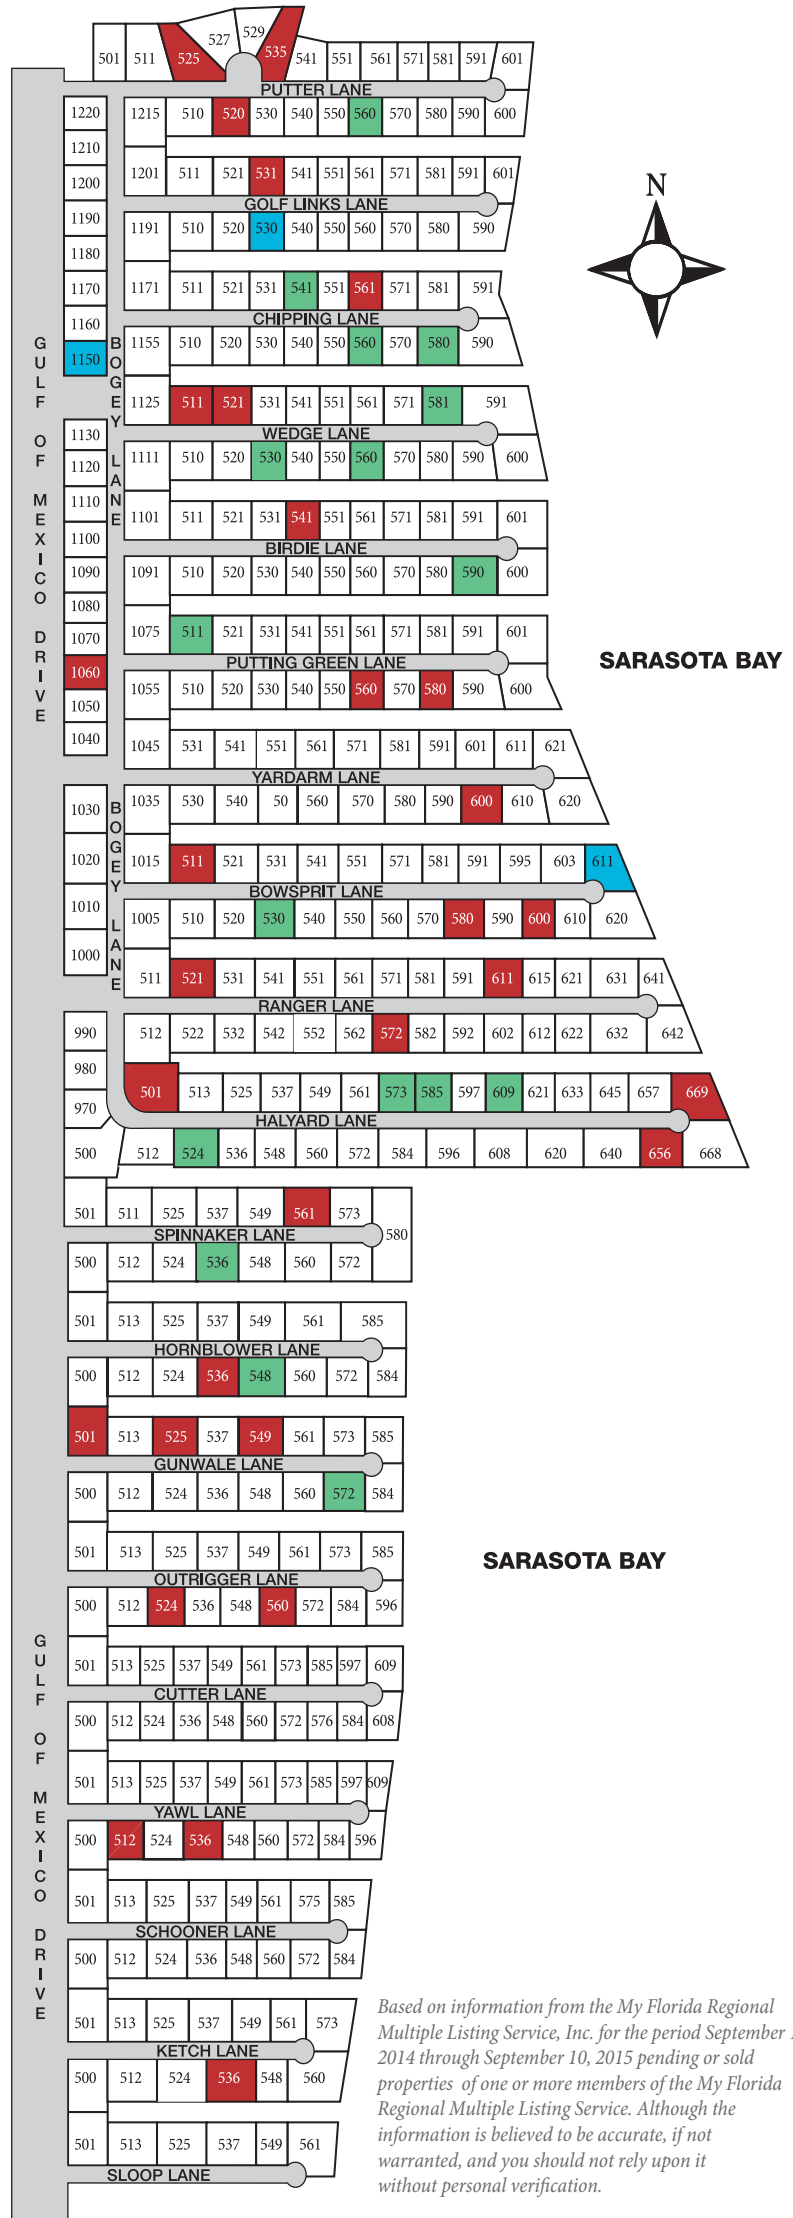 501 511 525 527 529 535 541 551 561 571 581 591 601
PUTTER LANE
1220 1215 510 520 530 540 550 560 570 580 590 600
1210
1200 1201 511 521 531 541 551 561 571 581 591 601
GOLF LINKS LANE
1190 1191 510 520 530 540 550 560 570 580 590
1180
1170 1171 511 521 531 541 551 561 571 581 591
CHIPPING LANE
1160
1150 1155 510 520 530 540 550 560 570 580 590
1125 511 521 531 541 551 561 571 581 591
WEDGE LANE
1130
1120 1111 510 520 530 540 550 560 570 580 590 600
1110
1100 1101 511 521 531 541 551 561 571 581 591 601
BIRDIE LANE
1090 1091 510 520 530 540 550 560 570 580 590 600
1080
1070 1075 511 521 531 541 551 561 571 581 591 601
PUTTING GREEN LANE
1060
1050 1055 510 520 530 540 550 560 570 580 590 600
1040 1045 531 541 551 561 571 581 591 601 611 621
YARDARM LANE
1030 1035 530 540 50 560 570 580 590 600 610 620
1020 1015 511 521 531 541 551 571 581 591 595 603 611
BOWSPRIT LANE
1010 1005 510 520 530 540 550 560 570 580 590 600 610 620
1000
511 521 531 541 551 561 571 581 591 611 615 621 631 641
RANGER LANE
990 512 522 532 542 552 562 572 582 592 602 612 622 632 642
980
970 501 513 525 537 549 561 573 585 597 609 621 633 645 657 669
HALYARD LANE
500 512 524 536 548 560 572 584 596 608 620 640 656 668
501 511 525 537 549 561 573 580
SPINNAKER LANE
500 512 524 536 548 560 572
501 513 525 537 549 561 585
HORNBLOWER LANE
500 512 524 536 548 560 572 584
501 513 525 537 549 561 573 585
GUNWALE LANE
500 512 524 536 548 560 572 584
501 513 525 537 549 561 573 585
OUTRIGGER LANE
500 512 524 536 548 560 572 584 596
501 513 525 537 549 561 573 585 597 609
CUTTER LANE
500 512 524 536 548 560 572 576 584 608
501 513 525 537 549 561 573 585 597 609
YAWL LANE
500 512 524 536 548 560 572 584 596
501 513 525 537 549 561 575 585
SCHOONER LANE
500 512 524 536 548 560 572 584
501 513 525 537 549 561 573
KETCH LANE
500 512 524 536 548 560
501 513 525 537 549 561
SLOOP LANE
GULF OF MEXICO DRIVE
BOGEY LANE
BOGEY LANE
GULF OF MEXICO DRIVE
N
SARASOTA BAY
SARASOTA BAY
Based on information from the My Florida Regional
Multiple Listing Service, Inc. for the period September
2014 through September 10, 2015 pending or sold
properties of one or more members of the My Florida
Regional Multiple Listing Service. Although the
information is believed to be accurate, if not
warranted, and you should not rely upon it
without personal verification.